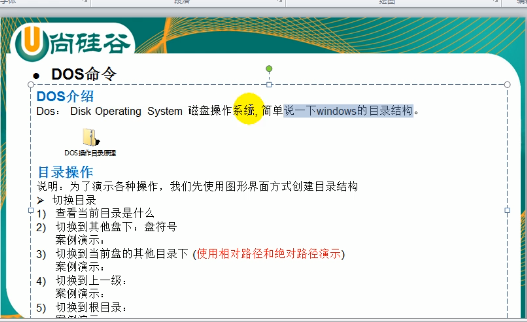 尚硅谷
● DOS命令
DOS介绍
Dos： Disk Operating System 磁盘操作系统, 简单说一下windows的目录结构。
DOS操作目录原理
目录操作
说明：为了演示各种操作，我们先使用图形界面方式创建目录结构
➢ 切换目录
1) 查看当前目录是什么
2) 切换到其他盘下：盘符号
案例演示：
3) 切换到当前盘的其他目录下 (使用相对路径和绝对路径演示)
案例演示：
4) 切换到上一级：
案例演示：
5) 切换到根目录：